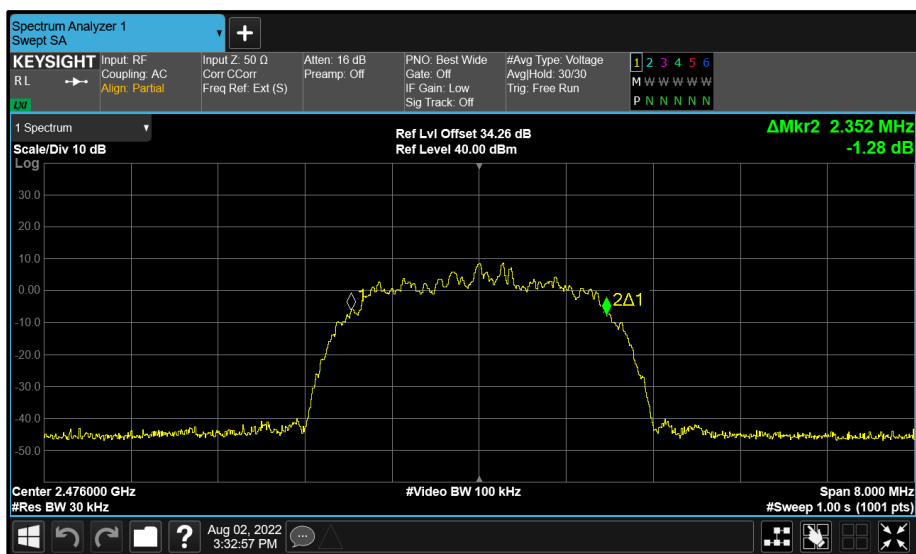 Spectrum Analyzer 1
Swept SA
+
KEYSIGHT
RL
LXI
Input: RF
Coupling: AC
Align: Partial
Input Z: 50 Ω
Corr CCorr
Freq Ref: Ext (S)
Atten: 16 dB
Preamp: Off
PNO: Best Wide
Gate: Off
IF Gain: Low
Sig Track: Off
#Avg Type: Voltage
Avg|Hold: 30/30
Trig: Free Run
1 2 3 4 5 6
M W W W W W
P N N N N N
1 Spectrum
Scale/Div 10 dB
Ref Lvl Offset 34.26 dB
Ref Level 40.00 dBm
ΔMkr2 2.352 MHz
-1.28 dB
Log
30.0
20.0
10.0
0.00
-10.0
-20.0
-30.0
-40.0
-50.0
2Δ1
Center 2.476000 GHz
#Res BW 30 kHz
#Video BW 100 kHz
Span 8.000 MHz
#Sweep 1.00 s (1001 pts)
?
Aug 02, 2022
3:32:57 PM